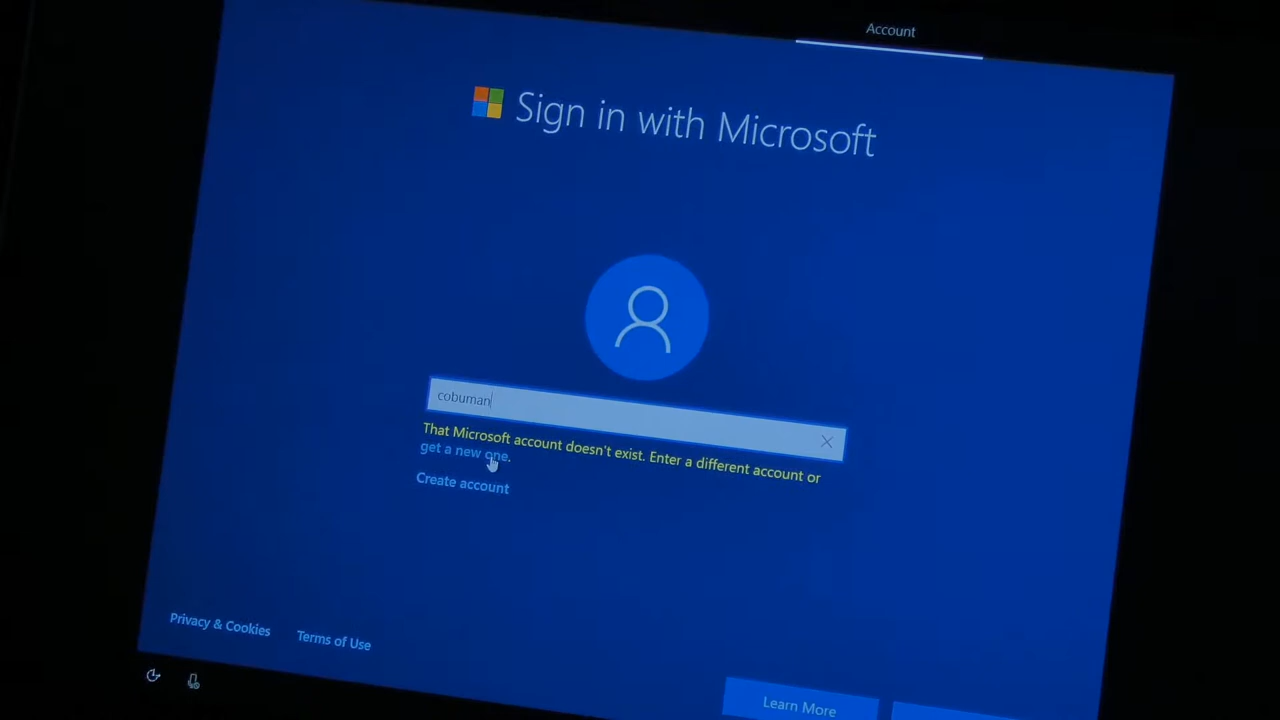 Account
Sign in with Microsoft
cobuman
That Microsoft account doesn't exist. Enter a different account or
get a new one.
Create account
Privacy & Cookies
Terms of Use
Learn More